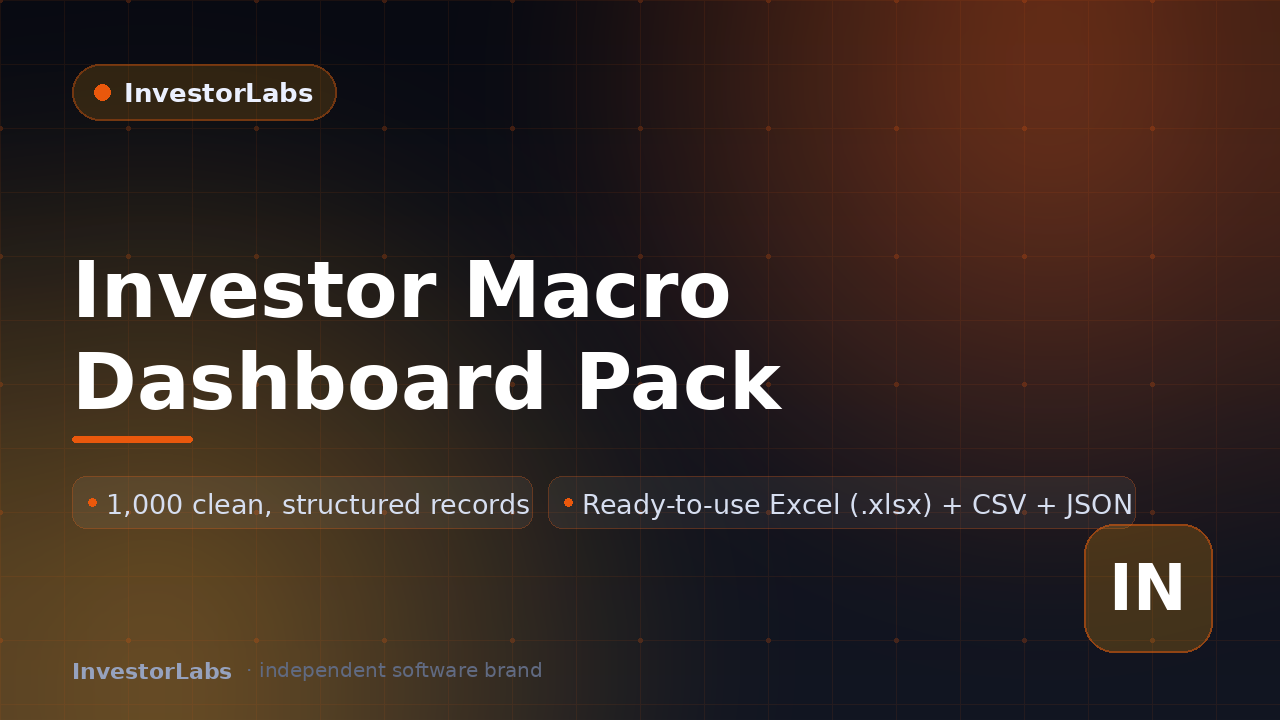 InvestorLabs
Investor Macro
Dashboard Pack
1,000 clean, structured records
Ready-to-use Excel (.xlsx) + CSV + JSON
IN
InvestorLabs · independent software brand